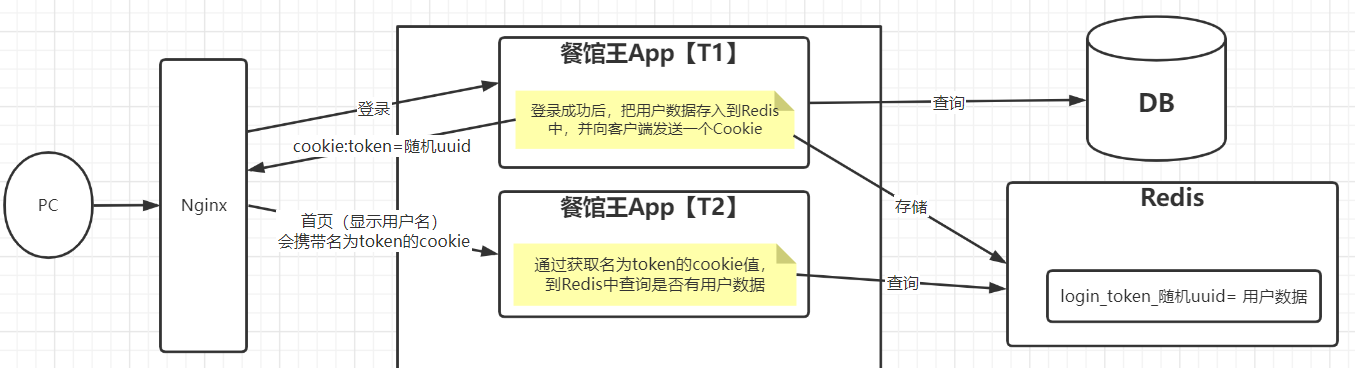 PC
Nginx
登录
cookie:token=随机uuid
首页（显示用户名）
会携带名为token的cookie
餐馆王App【T1】
登录成功后，把用户数据存入到Redis
中，并向客户端发送一个Cookie
餐馆王App【T2】
通过获取名为token的cookie值，
到Redis中查询是否有用户数据
查询
存储
查询
DB
Redis
login_token_随机uuid= 用户数据